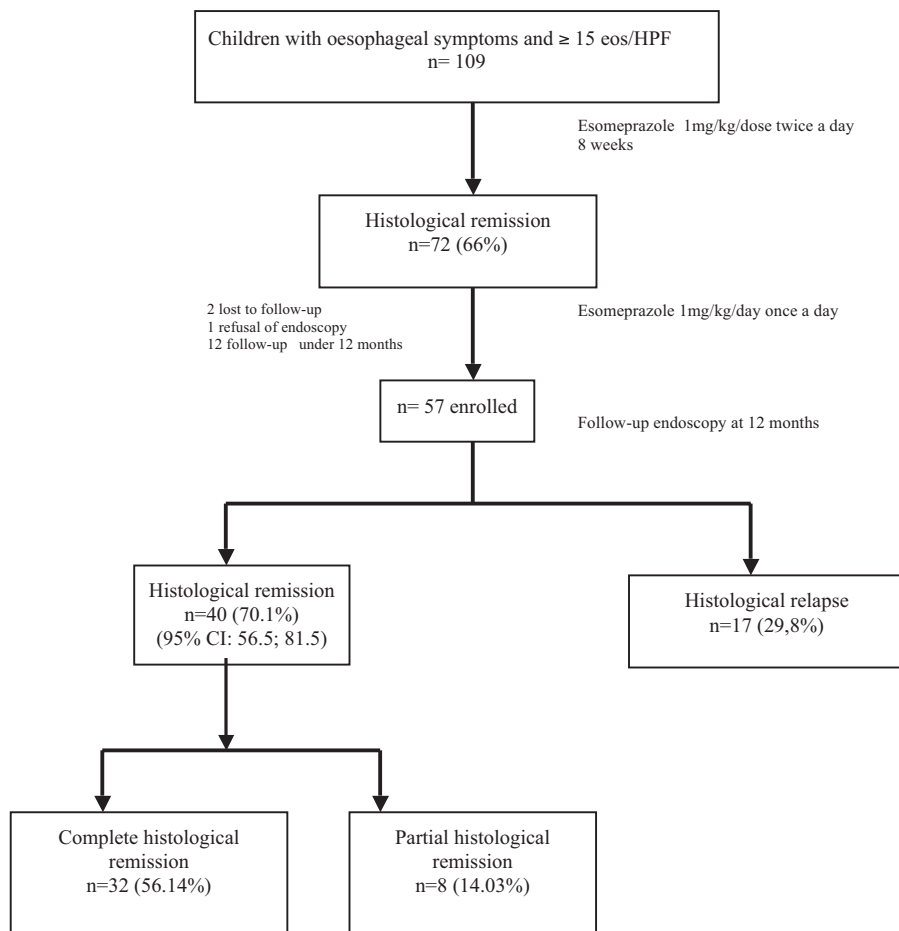 Children with oesophageal symptoms and ≥ 15 eos/HPF
n= 109
Esomeprazole 1mg/kg/dose twice a day
8 weeks
Histological remission
n=72 (66%)
2 lost to follow-up
1 refusal of endoscopy
12 follow-up under 12 months
Esomeprazole 1mg/kg/day once a day
n= 57 enrolled
Follow-up endoscopy at 12 months
Histological remission
n=40 (70.1%)
(95% CI: 56.5; 81.5)
Histological relapse
n=17 (29,8%)
Complete histological
remission
n=32 (56.14%)
Partial histological
remission
n=8 (14.03%)